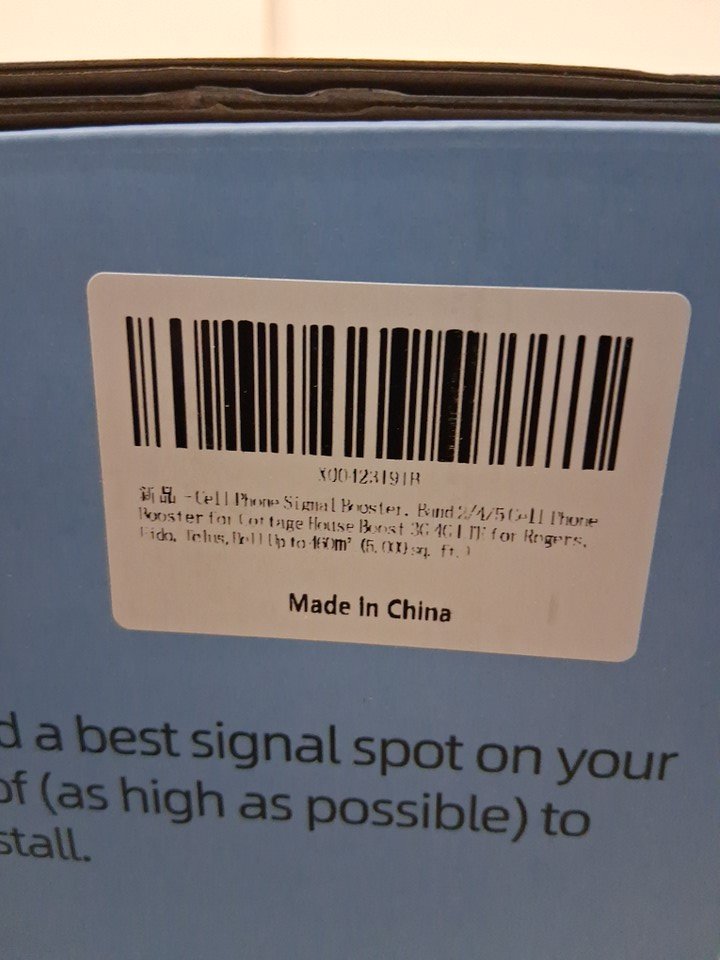 X00423191B
新品 - Cell Phone Signal Booster, Band 2/4/5 Cell Phone
Booster for Cottage House Boost 3G 4G LTE for Rogers,
Fido, Telus, Bell Up to 460m² (5,000 sq. ft.)
Made In China
d a best signal spot on your
of (as high as possible) to
stall.